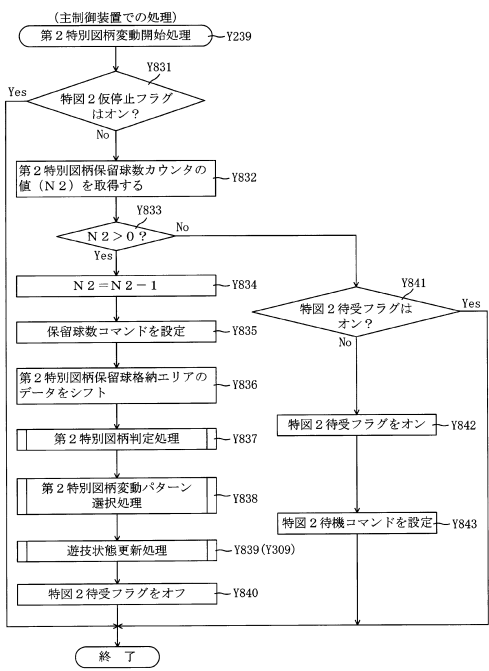 (主制御装置での処理)
第2特別図柄変動開始処理
Y239
Y831
Yes
特図2仮停止フラグ
はオン?
No
第2特別図柄保留球数カウンタの
値(N2)を取得する
Y832
Y833
N2>0?
No
Yes
N2=N2-1
Y834
保留球数コマンドを設定
Y835
第2特別図柄保留球格納エリアの
データをシフト
Y836
第2特別図柄判定処理
Y837
第2特別図柄変動パターン
選択処理
Y838
遊技状態更新処理
Y839(Y309)
特図2待受フラグをオフ
Y840
Y841
特図2待受フラグは
オン?
Yes
No
特図2待受フラグをオン
Y842
特図2待機コマンドを設定
Y843
終 了